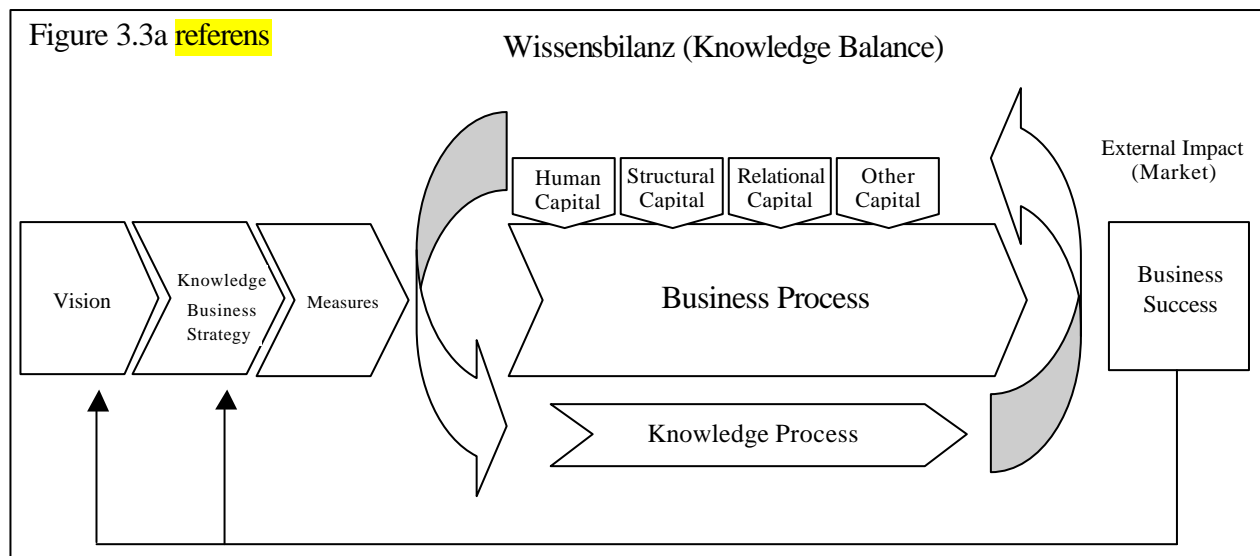 Figure 3.3a referens
Wissensbilanz (Knowledge Balance)
External Impact
(Market)
Human
Capital
Structural
Capital
Relational
Capital
Other
Capital
Vision
Knowledge
Business
Strategy
Measures
Business Process
Business
Success
Knowledge Process